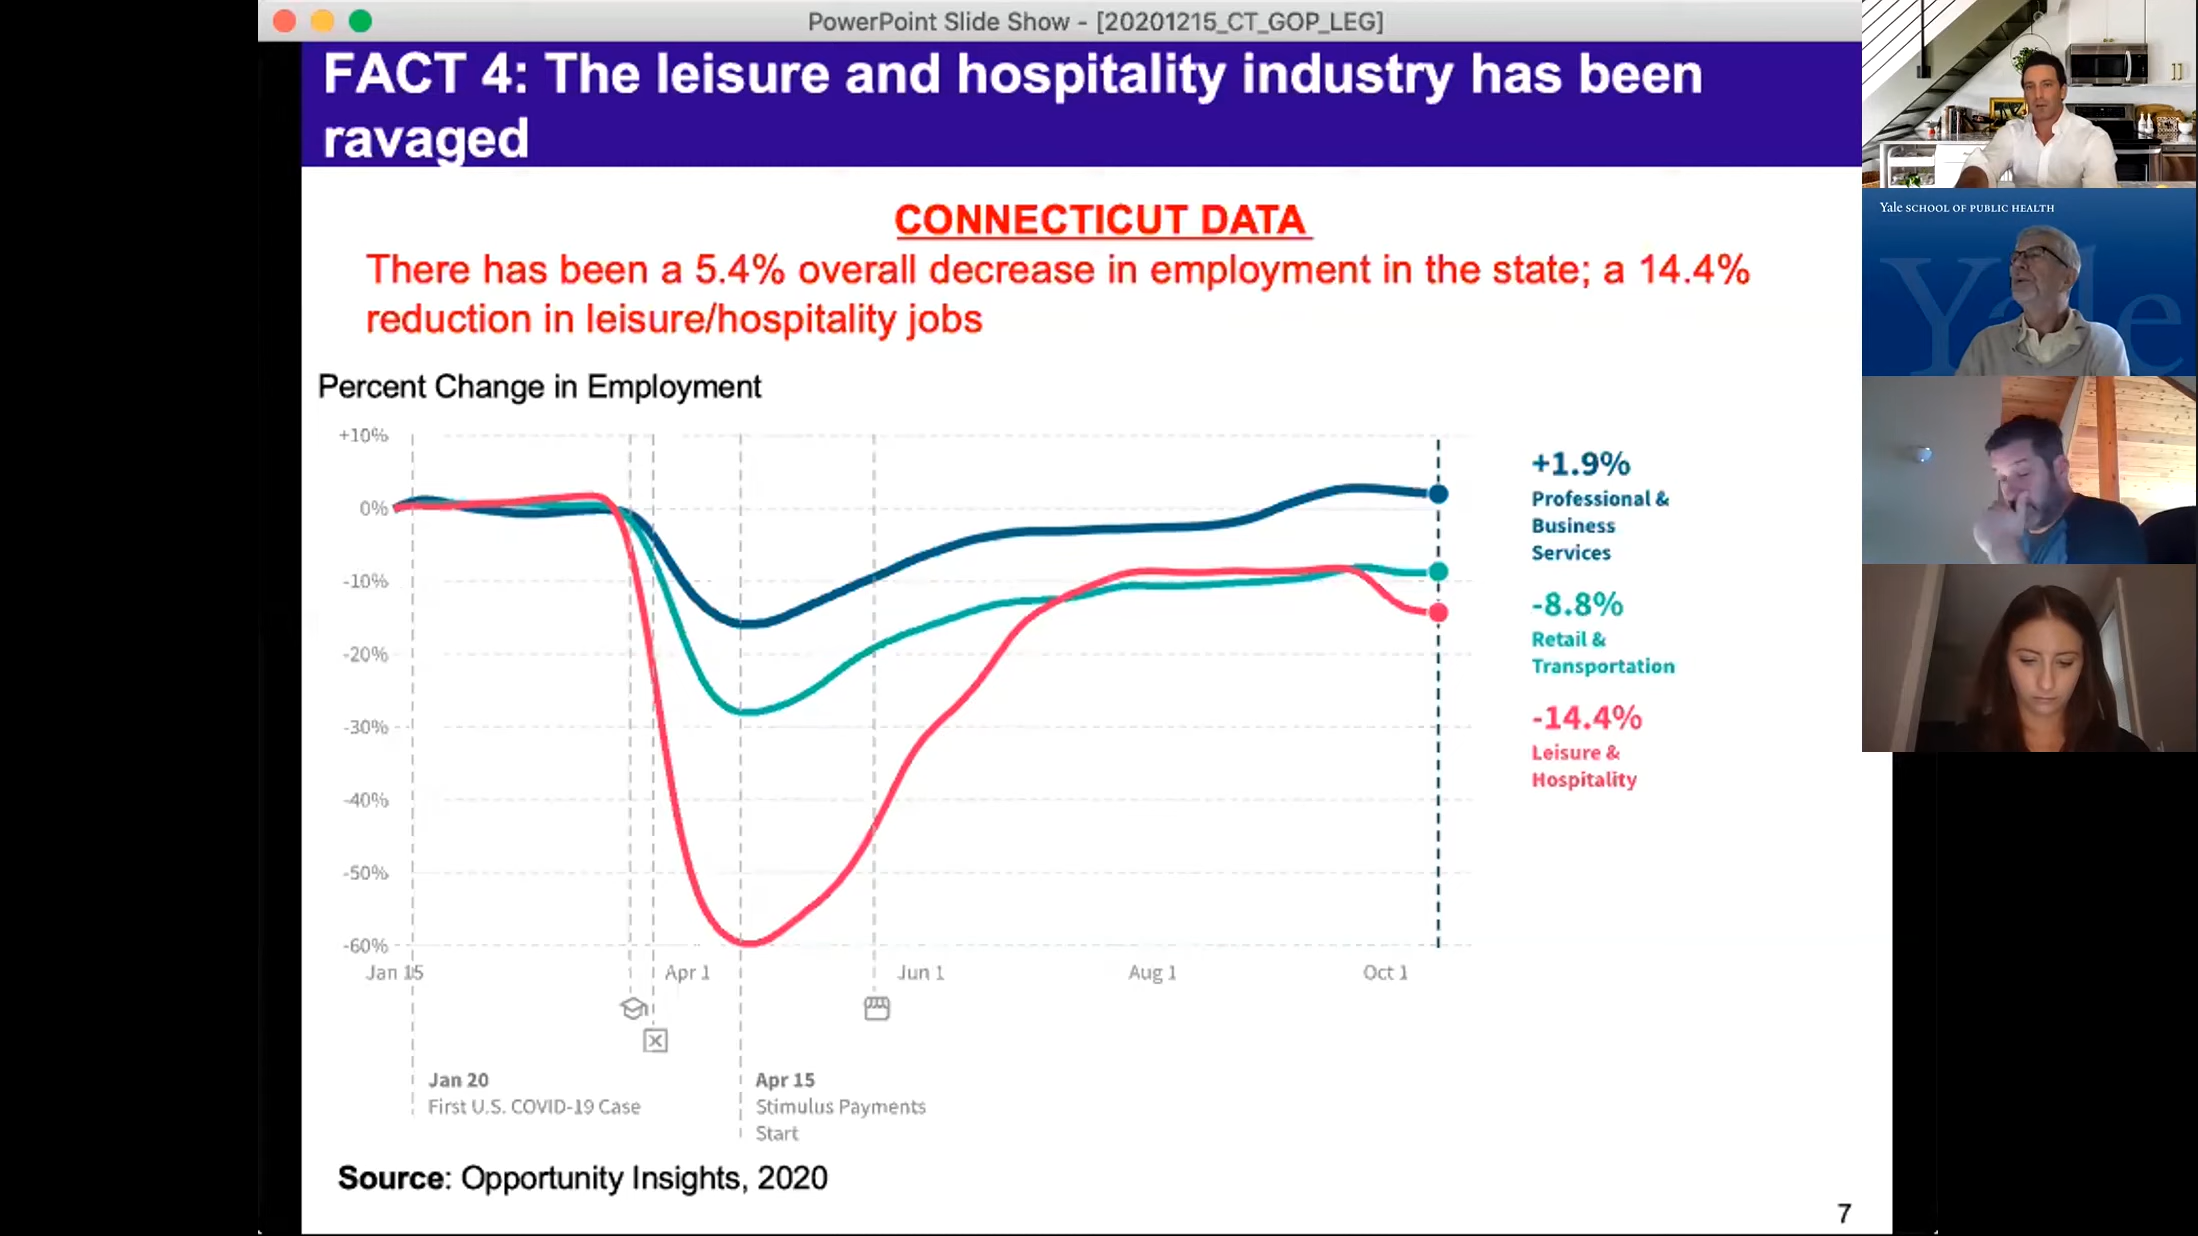 PowerPoint Slide Show - [20201215_CT_GOP_LEG]
FACT 4: The leisure and hospitality industry has been
ravaged
CONNECTICUT DATA
There has been a 5.4% overall decrease in employment in the state; a 14.4%
reduction in leisure/hospitality jobs
Percent Change in Employment
+10%
0%
-10%
-20%
-30%
-40%
-50%
-60%
Jan 15
Apr 1
Jun 1
Aug 1
Oct 1
+1.9%
Professional &
Business
Services
-8.8%
Retail &
Transportation
-14.4%
Leisure &
Hospitality
Jan 20
First U.S. COVID-19 Case
Apr 15
Stimulus Payments
Start
Source: Opportunity Insights, 2020
7
Yale SCHOOL OF PUBLIC HEALTH
Yale